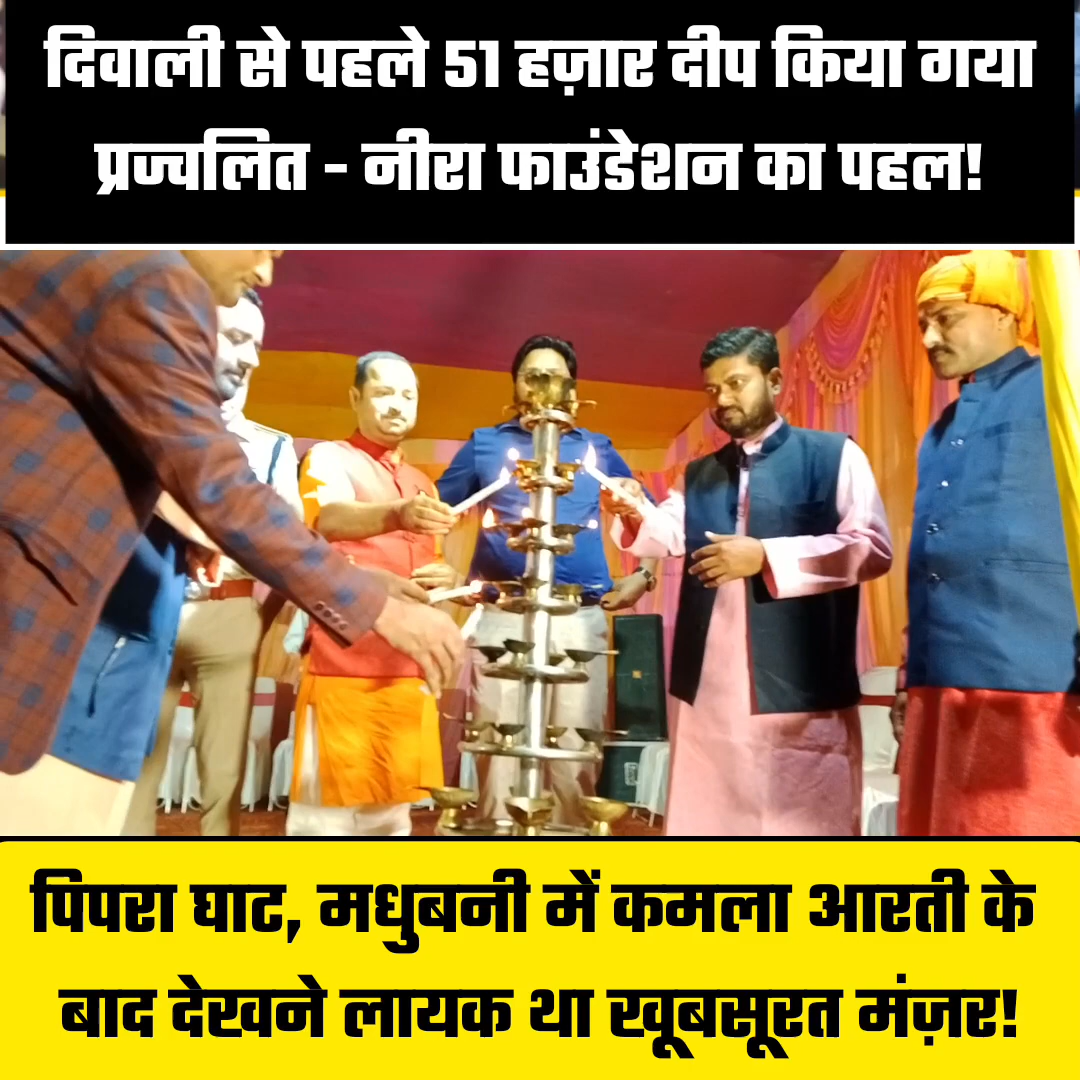 दिवाली से पहले 51 हज़ार दीप किया गया
प्रज्वलित - नीरा फाउंडेशन का पहल!
पिपरा घाट, मधुबनी में कमला आरती के
बाद देखने लायक था खूबसूरत मंज़र!